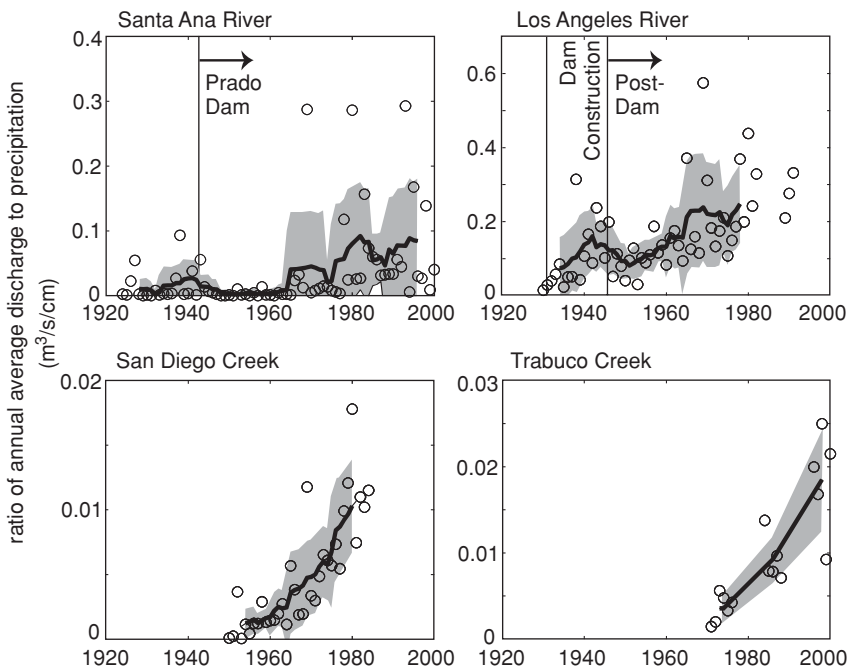 ratio of annual average discharge to precipitation
(m³/s/cm)
Santa Ana River
0.4
0.3
0.2
0.1
0
Prado
Dam
1920 1940 1960 1980 2000
Los Angeles River
0.6
0.4
0.2
0
Dam
Construction
Post-
Dam
1920 1940 1960 1980 2000
San Diego Creek
0.02
0.01
0
1920 1940 1960 1980 2000
Trabuco Creek
0.03
0.02
0.01
0
1920 1940 1960 1980 2000